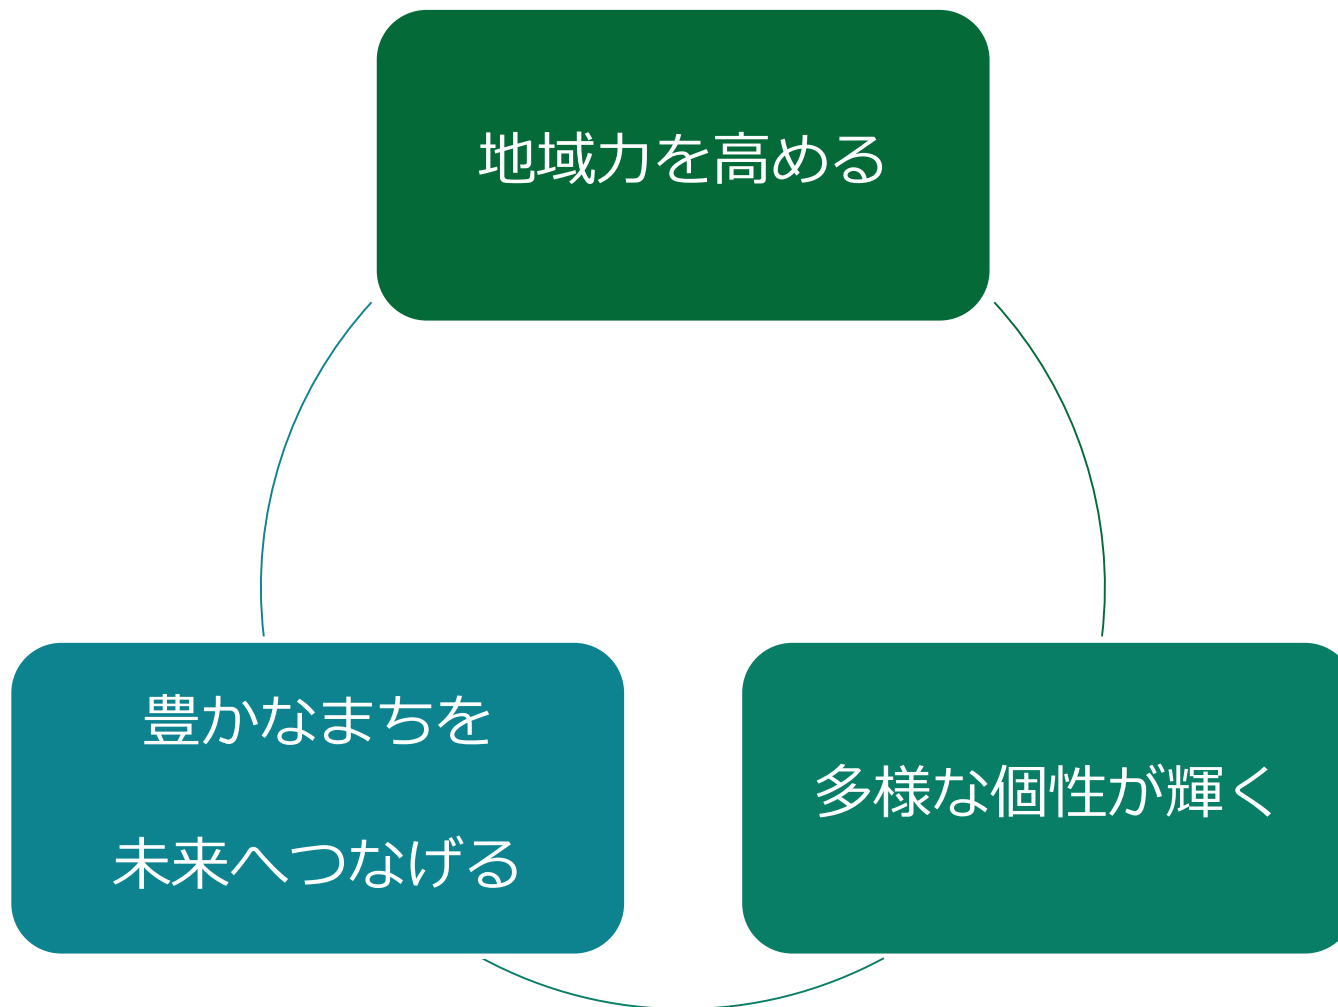 地域力を高める
豊かなまちを
未来へつなげる
多様な個性が輝く